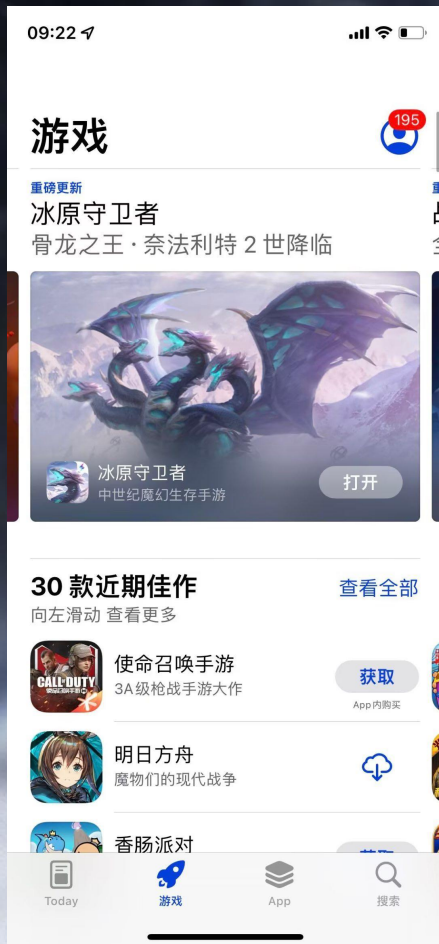 09:22
游戏
195
重磅更新
冰原守卫者
骨龙之王·奈法利特 2 世降临
冰原守卫者
中世纪魔幻生存手游
打开
30 款近期佳作
查看全部
向左滑动 查看更多
CALL·DUTY
使命召唤手游
3A级枪战手游大作
获取
App内购买
明日方舟
魔物们的现代战争
香肠派对
Today
游戏
App
搜索